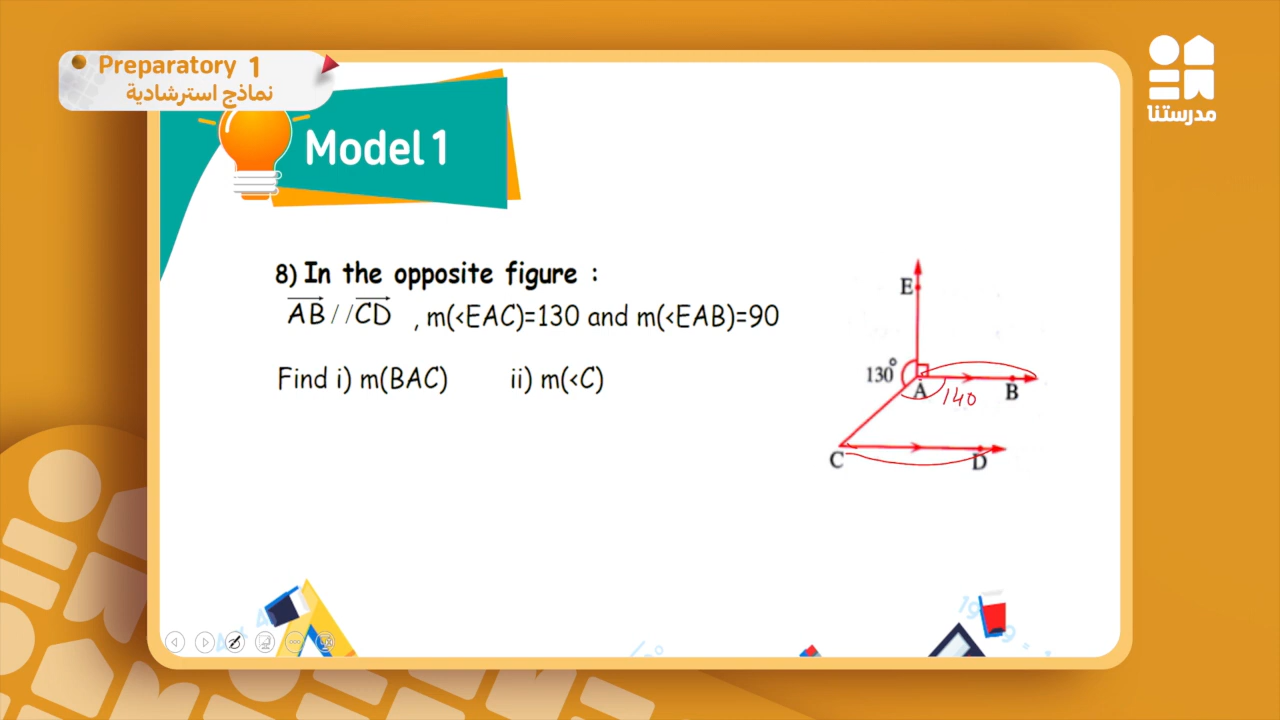 Preparatory 1
نماذج استرشادية
مدرستنا
Model 1
8) In the opposite figure :
AB//CD , m(<EAC)=130 and m(<EAB)=90
Find i) m(BAC) ii) m(<C)
E
130°
A
140
B
C
D